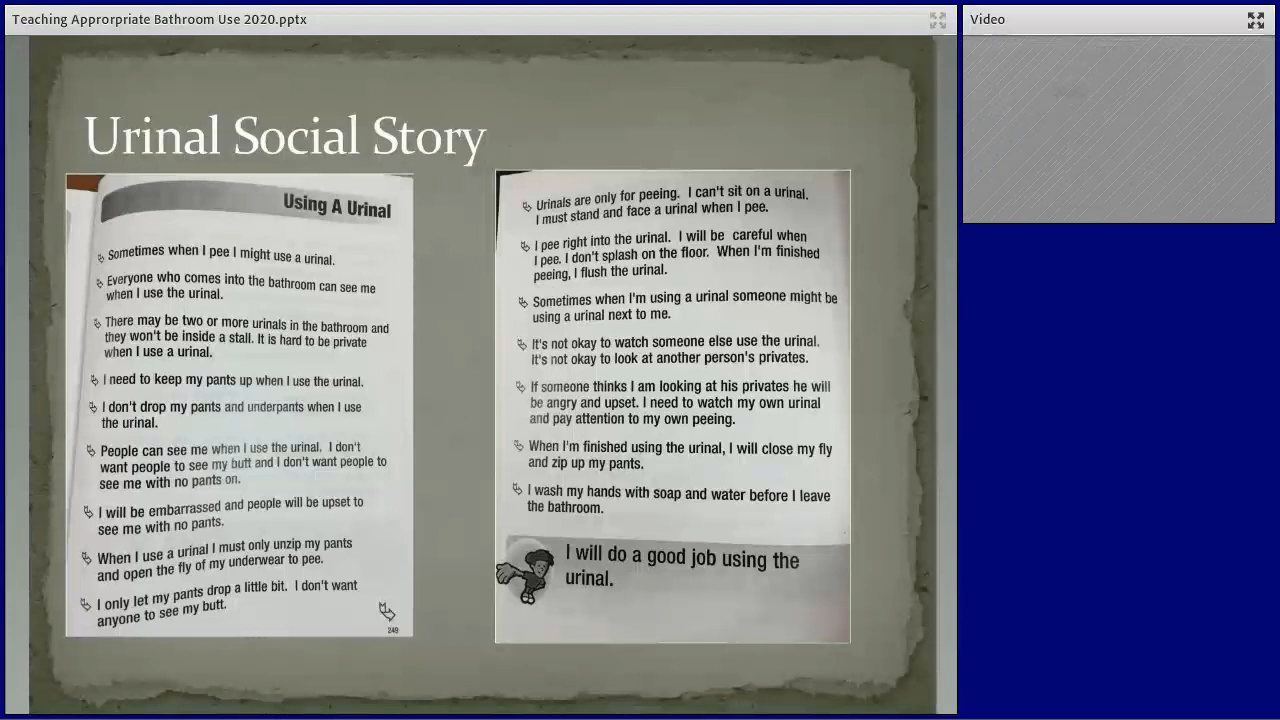 Teaching Approrpriate Bathroom Use 2020.pptx
Video
Urinal Social Story
Using A Urinal
Sometimes when I pee I might use a urinal.
Everyone who comes into the bathroom can see me
when I use the urinal.
There may be two or more urinals in the bathroom and
they won't be inside a stall. It is hard to be private
when I use a urinal.
I need to keep my pants up when I use the urinal.
I don't drop my pants and underpants when I use
the urinal.
People can see me when I use the urinal. I don't
want people to see my butt and I don't want people to
see me with no pants on.
I will be embarrassed and people will be upset to
see me with no pants.
When I use a urinal I must only unzip my pants
and open the fly of my underwear to pee.
I only let my pants drop a little bit. I don't want
anyone to see my butt.
249
Urinals are only for peeing. I can't sit on a urinal.
I must stand and face a urinal when I pee.
I pee right into the urinal. I will be careful when
I pee. I don't splash on the floor. When I'm finished
peeing, I flush the urinal.
Sometimes when I'm using a urinal someone might be
using a urinal next to me.
It's not okay to watch someone else use the urinal.
It's not okay to look at another person's privates.
If someone thinks I am looking at his privates he will
be angry and upset. I need to watch my own urinal
and pay attention to my own peeing.
When I'm finished using the urinal, I will close my fly
and zip up my pants.
I wash my hands with soap and water before I leave
the bathroom.
I will do a good job using the
urinal.